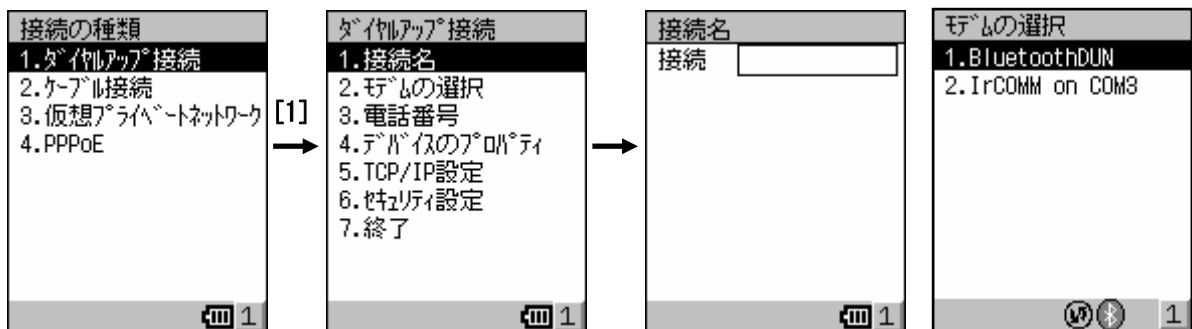 接続の種類
1.ﾀﾞｲﾔﾙｱｯﾌﾟ接続
2.ｹｰﾌﾞﾙ接続
3.仮想ﾌﾟﾗｲﾍﾞｰﾄﾈｯﾄﾜｰｸ
4.PPPoE
1
[1]
ﾀﾞｲﾔﾙｱｯﾌﾟ接続
1.接続名
2.ﾓﾃﾞﾑの選択
3.電話番号
4.ﾃﾞﾊﾞｲｽのﾌﾟﾛﾊﾟﾃｨ
5.TCP/IP設定
6.ｾｷｭﾘﾃｨ設定
7.終了
1
接続名
接続
1
ﾓﾃﾞﾑの選択
1.BluetoothDUN
2.IrCOMM on COM3
1